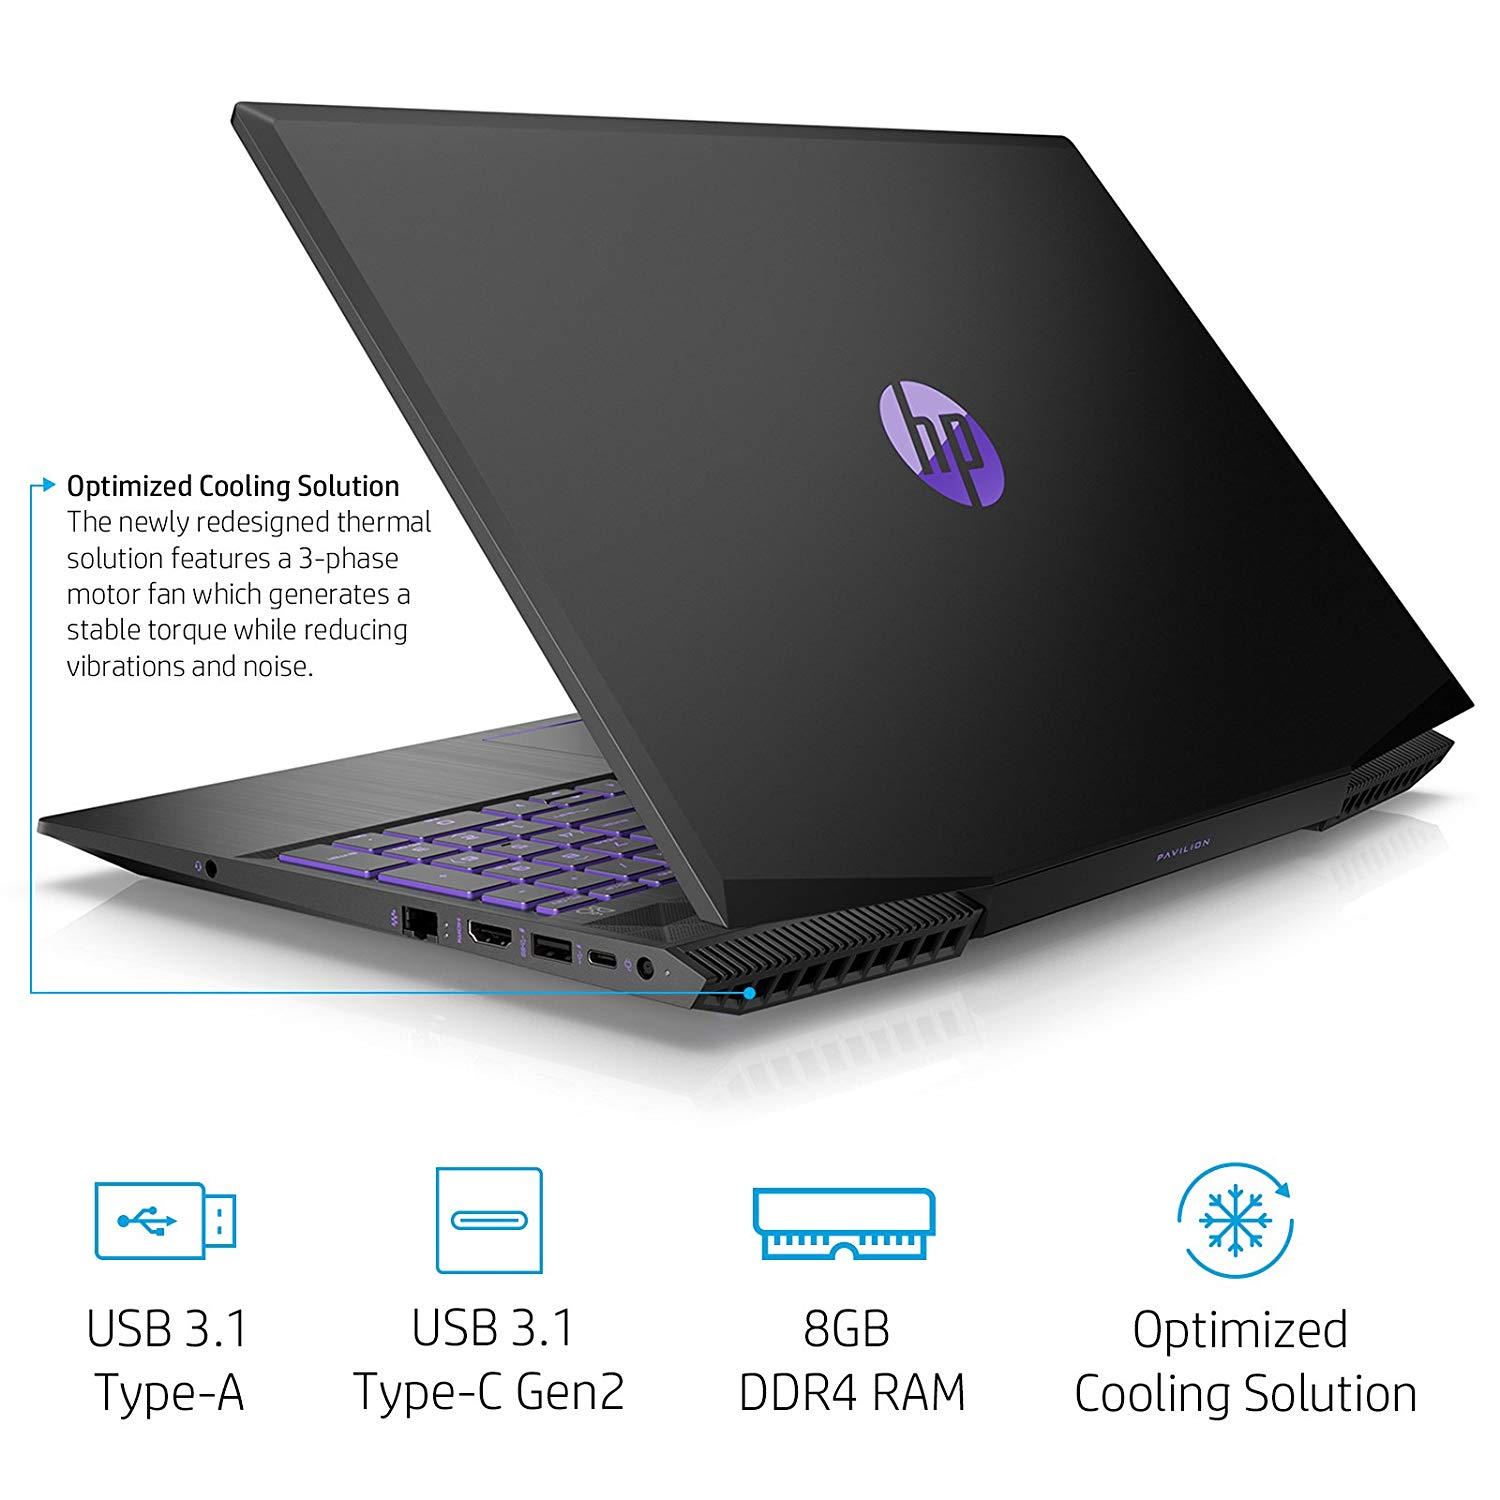 hp
Optimized Cooling Solution
The newly redesigned thermal
solution features a 3-phase
motor fan which generates a
stable torque while reducing
vibrations and noise.
PAVILION
USB 3.1
Type-A
USB 3.1
Type-C Gen2
8GB
DDR4 RAM
Optimized
Cooling Solution